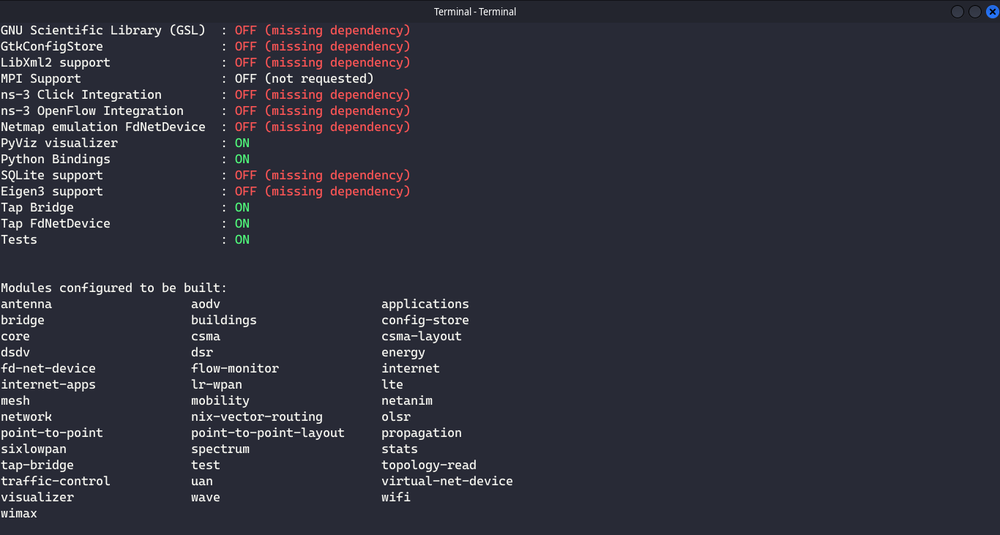 Terminal - Terminal
GNU Scientific Library (GSL)  : OFF (missing dependency)
GtkConfigStore                : OFF (missing dependency)
LibXml2 support               : OFF (missing dependency)
MPI Support                   : OFF (not requested)
ns-3 Click Integration        : OFF (missing dependency)
ns-3 OpenFlow Integration     : OFF (missing dependency)
Netmap emulation FdNetDevice  : OFF (missing dependency)
PyViz visualizer              : ON
Python Bindings               : ON
SQLite support                : OFF (missing dependency)
Eigen3 support                : OFF (missing dependency)
Tap Bridge                    : ON
Tap FdNetDevice               : ON
Tests                         : ON
Modules configured to be built:
antenna                   aodv                      applications
bridge                    buildings                 config-store
core                      csma                      csma-layout
dsdv                      dsr                       energy
fd-net-device             flow-monitor              internet
internet-apps             lr-wpan                   lte
mesh                      mobility                  netanim
network                   nix-vector-routing        olsr
point-to-point            point-to-point-layout     propagation
sixlowpan                 spectrum                  stats
tap-bridge                test                      topology-read
traffic-control           uan                       virtual-net-device
visualizer                wave                      wifi
wimax